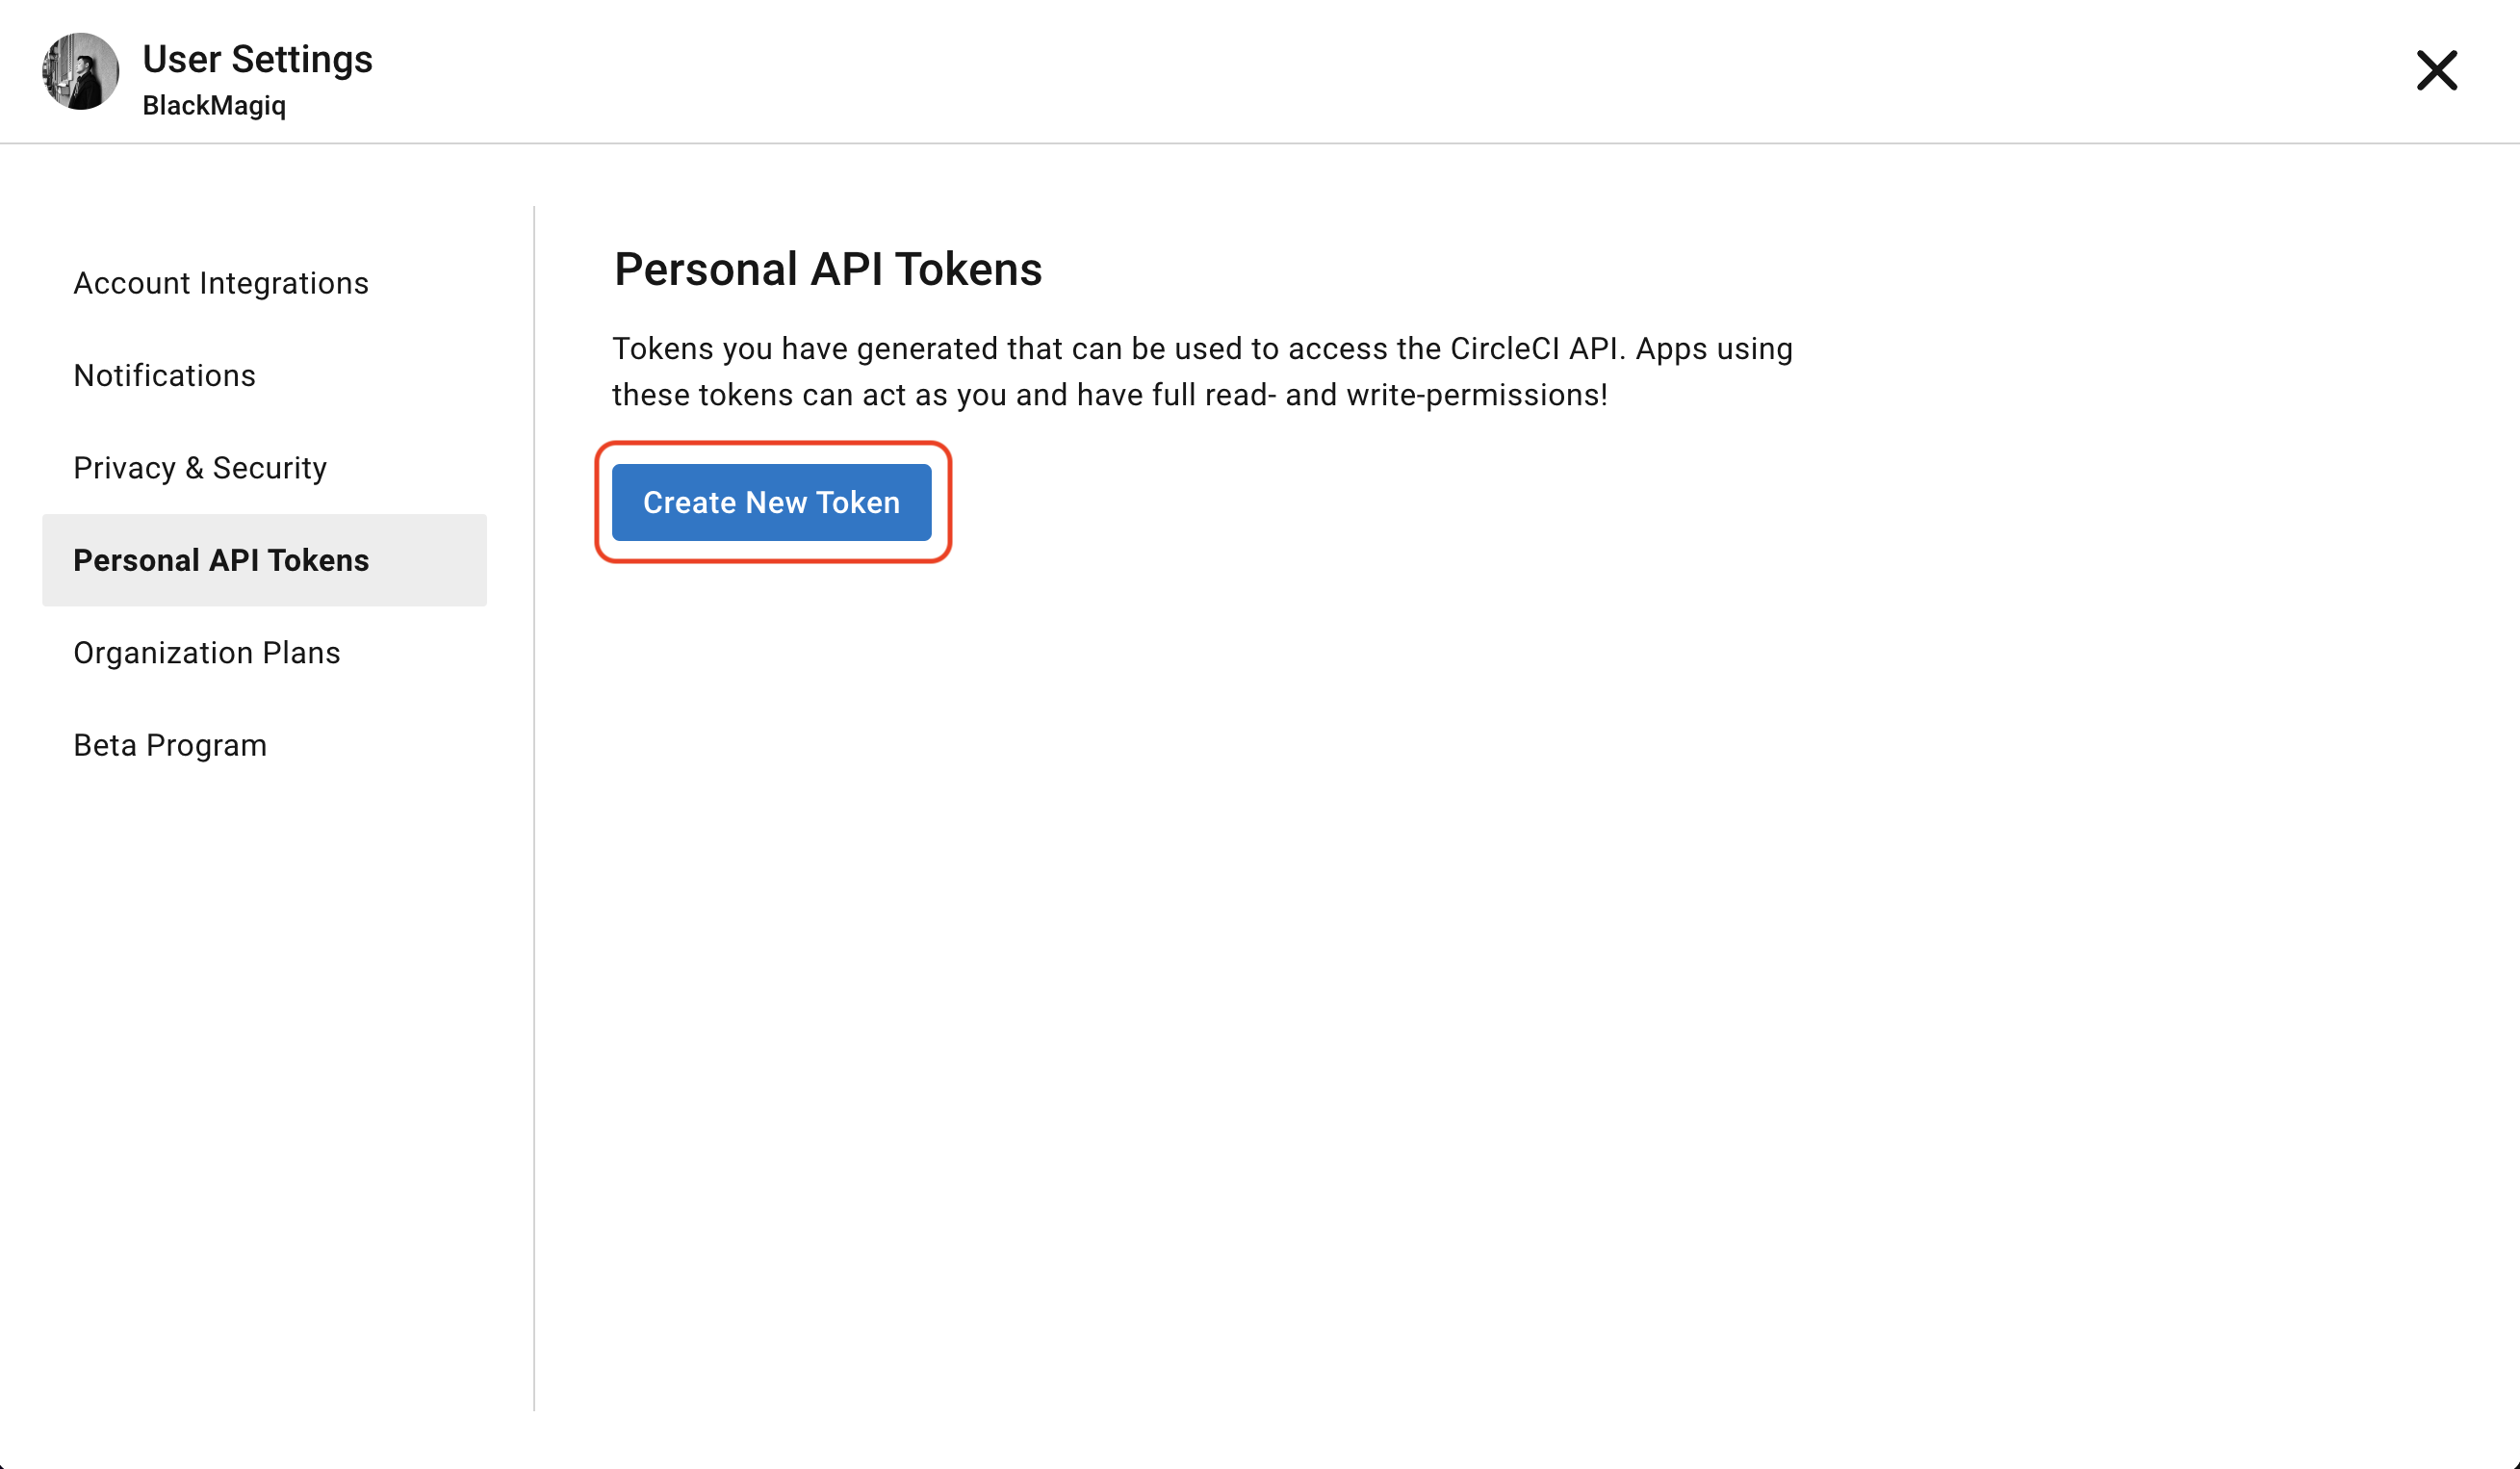 User Settings
BlackMagiq
Account Integrations
Notifications
Privacy & Security
Personal API Tokens
Organization Plans
Beta Program
Personal API Tokens
Tokens you have generated that can be used to access the CircleCI API. Apps using
these tokens can act as you and have full read- and write-permissions!
Create New Token